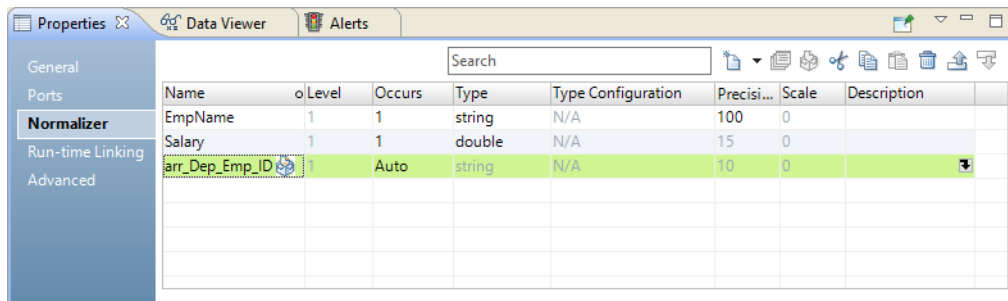 Properties Data Viewer Alerts
Search
General
Ports
Normalizer
Run-time Linking
Advanced
Name Level Occurs Type Type Configuration Precisi... Scale Description
EmpName 1 1 string N/A 100 0
Salary 1 1 double N/A 15 0
arr_Dep_Emp_ID 1 Auto string N/A 10 0